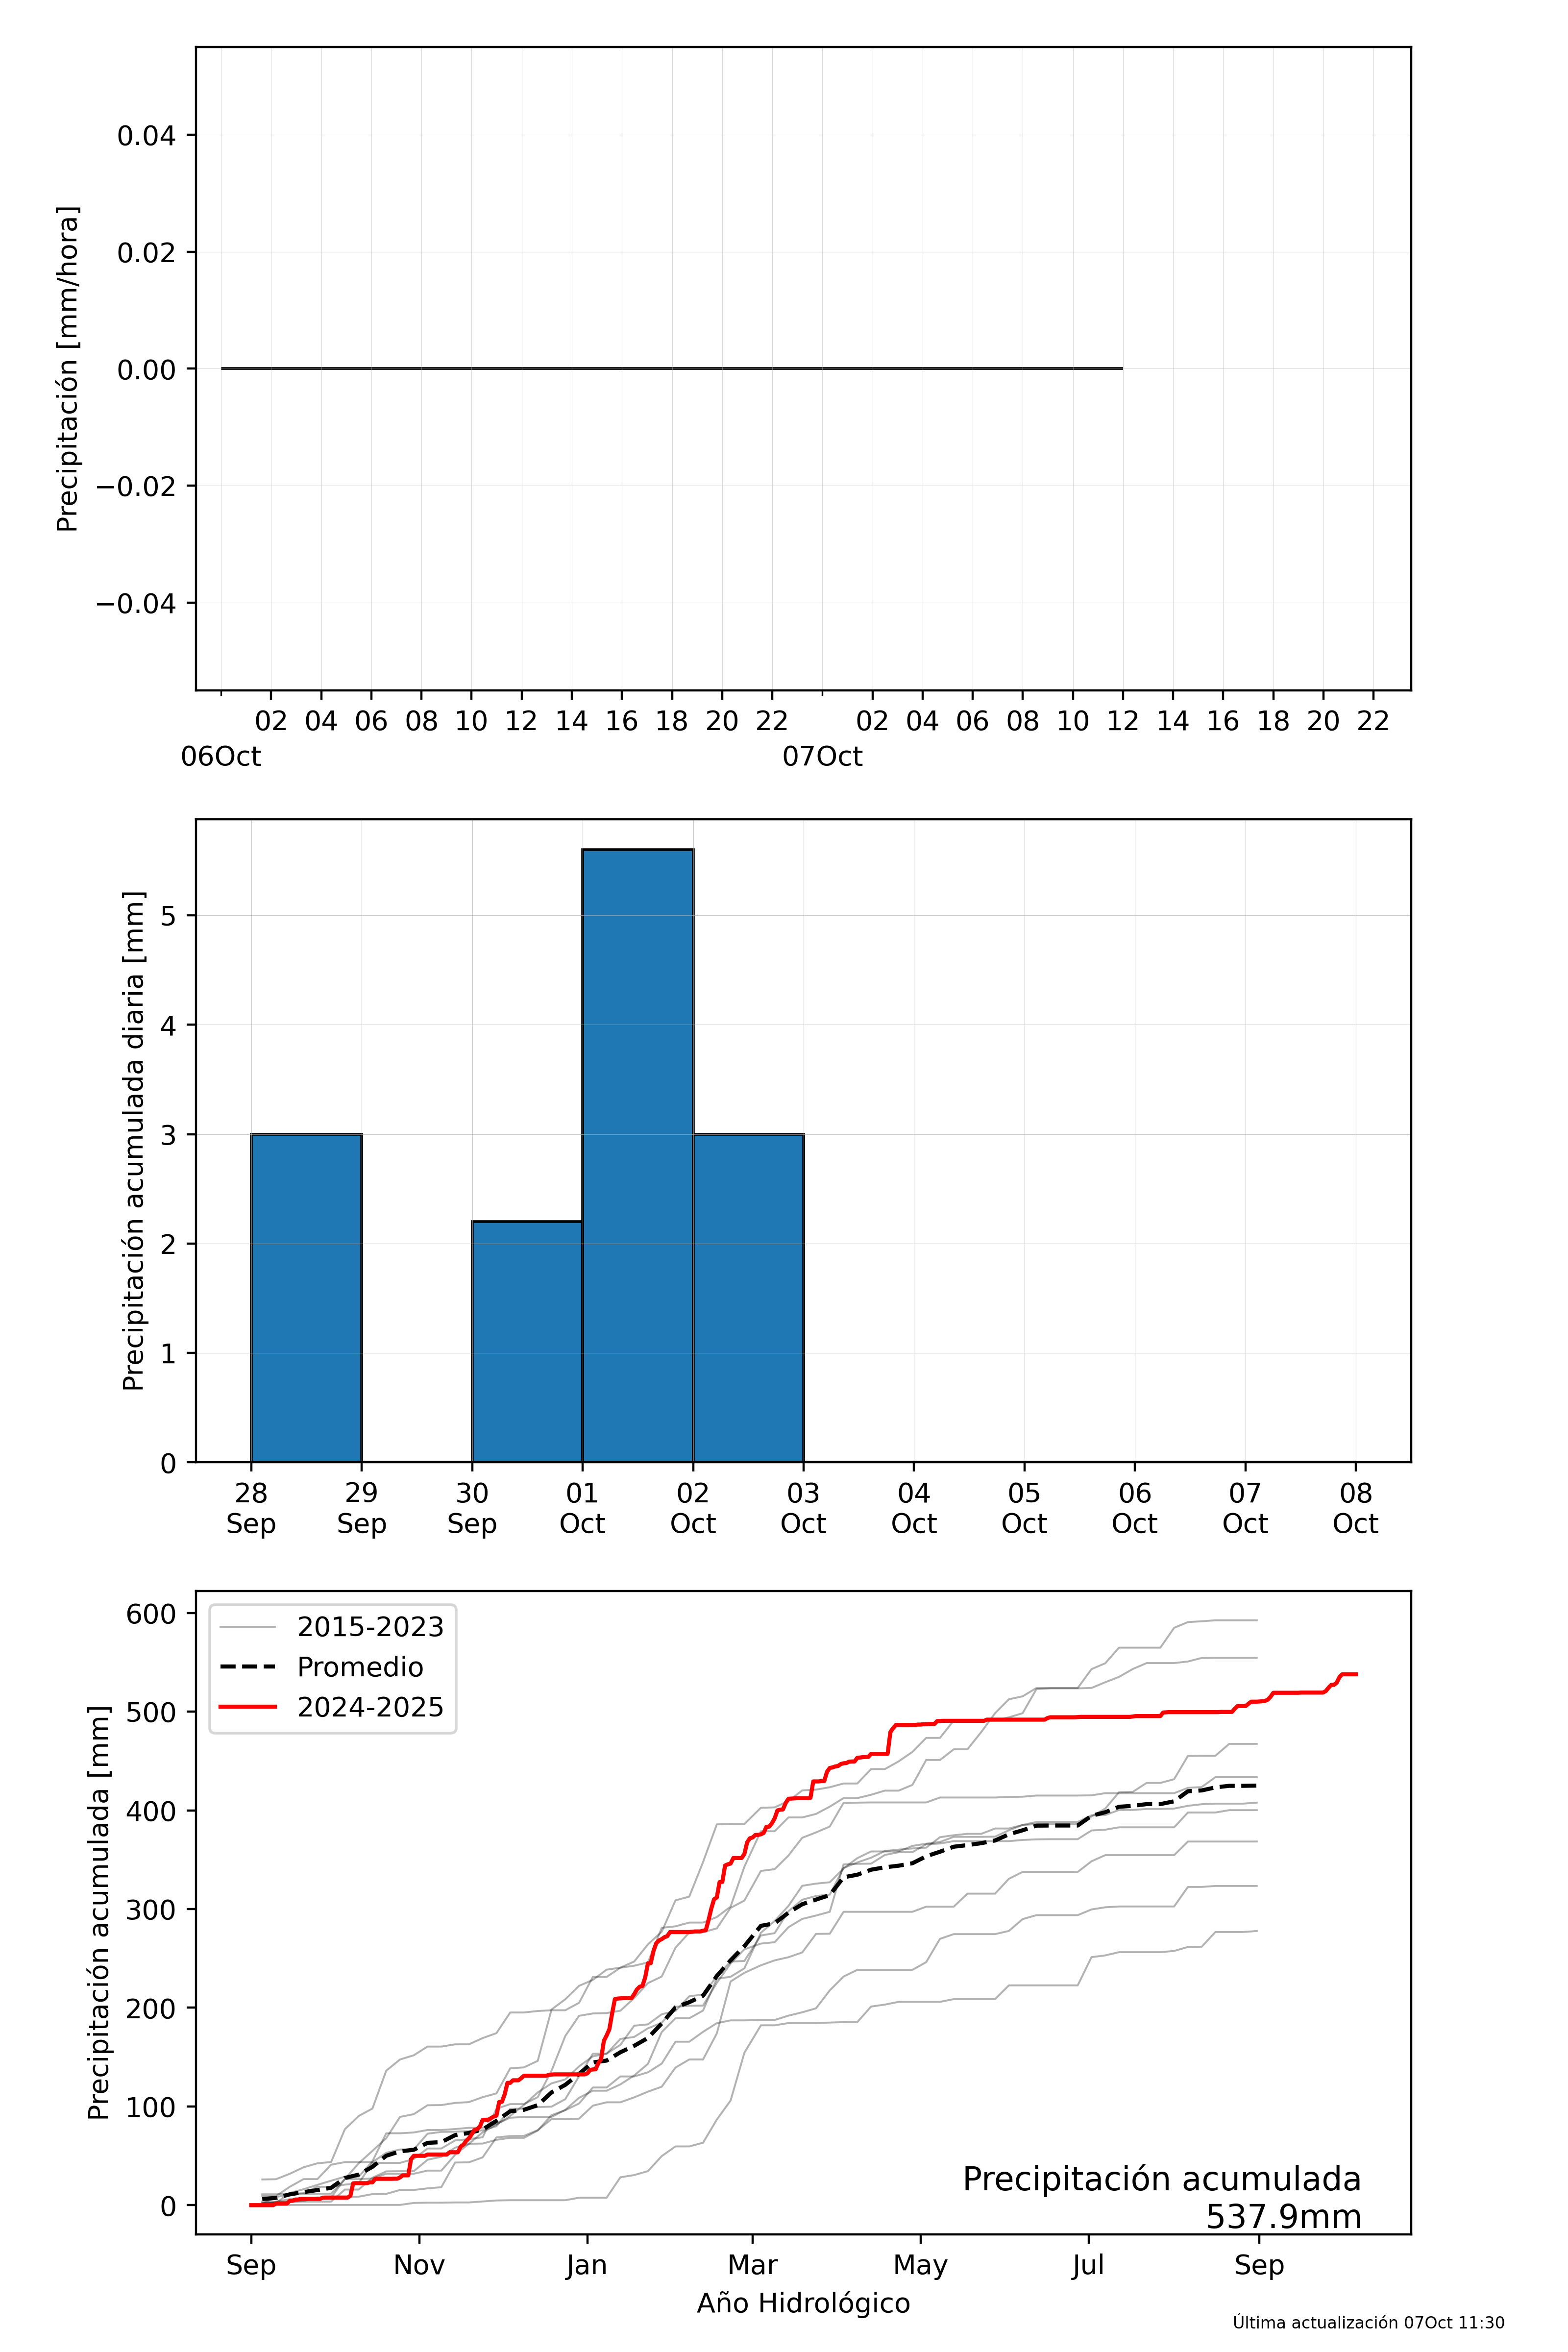 Precipitación [mm/hora]
0.04
0.02
0.00
−0.02
−0.04
02 04 06 08 10 12 14 16 18 20 22 02 04 06 08 10 12 14 16 18 20 22
06Oct 07Oct
Precipitación acumulada diaria [mm]
5
4
3
2
1
0
28 29 30 01 02 03 04 05 06 07 08
Sep Sep Sep Oct Oct Oct Oct Oct Oct Oct Oct
Precipitación acumulada [mm]
600
500
400
300
200
100
0
2015-2023
Promedio
2024-2025
Precipitación acumulada
537.9mm
Sep Nov Jan Mar May Jul Sep
Año Hidrológico
Última actualización 07Oct 11:30